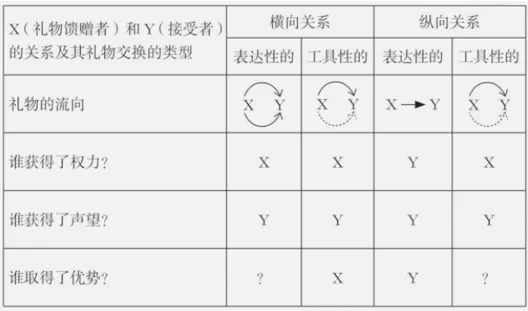 X（礼物馈赠者）和 Y（接受者） 横向关系 纵向关系
的关系及其礼物交换的类型 表达性的 工具性的 表达性的 工具性的
礼物的流向 X Y X Y X Y X Y
谁获得了权力？ X X Y X
谁获得了声望？ Y Y Y Y
谁取得了优势？ ? X Y ?